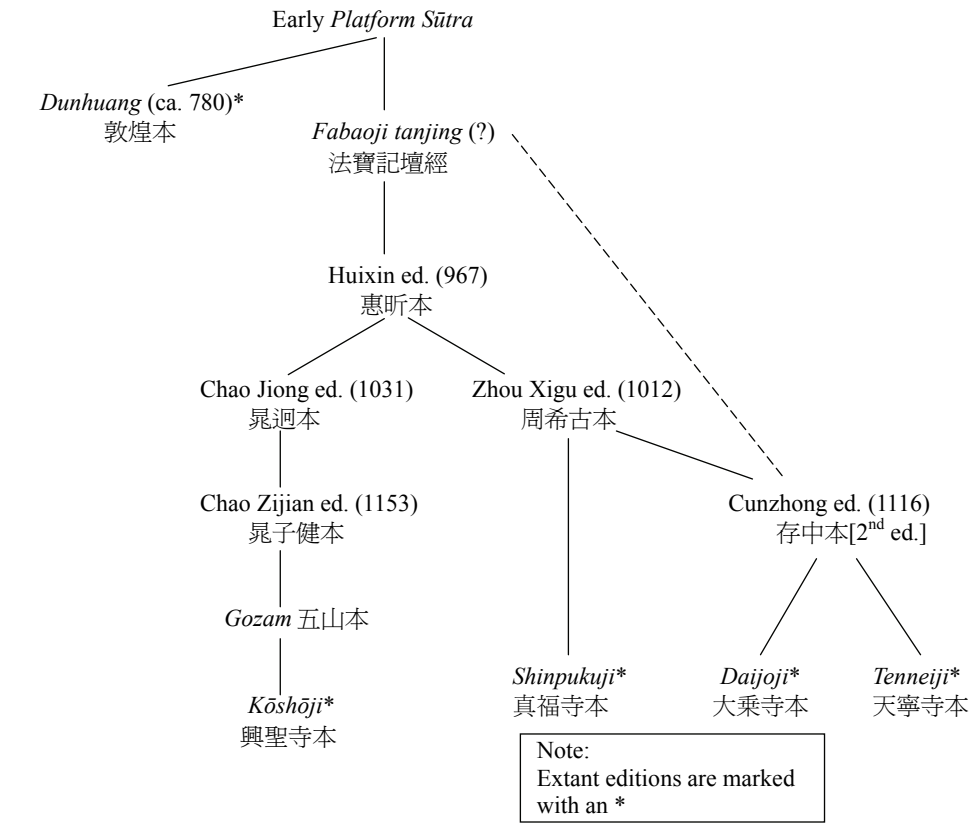 Early Platform Sūtra
Dunhuang (ca. 780)*
敦煌本
Fabaoji tanjing (?)
法寶記壇經
Huixin ed. (967)
惠昕本
Chao Jiong ed. (1031)
晁迥本
Zhou Xigu ed. (1012)
周希古本
Chao Zijian ed. (1153)
晁子健本
Cunzhong ed. (1116)
存中本[2nd ed.]
Gozam 五山本
Kōshōji*
興聖寺本
Shinpukuji*
真福寺本
Daijoji*
大乗寺本
Tenneiji*
天寧寺本
Note:
Extant editions are marked
with an *